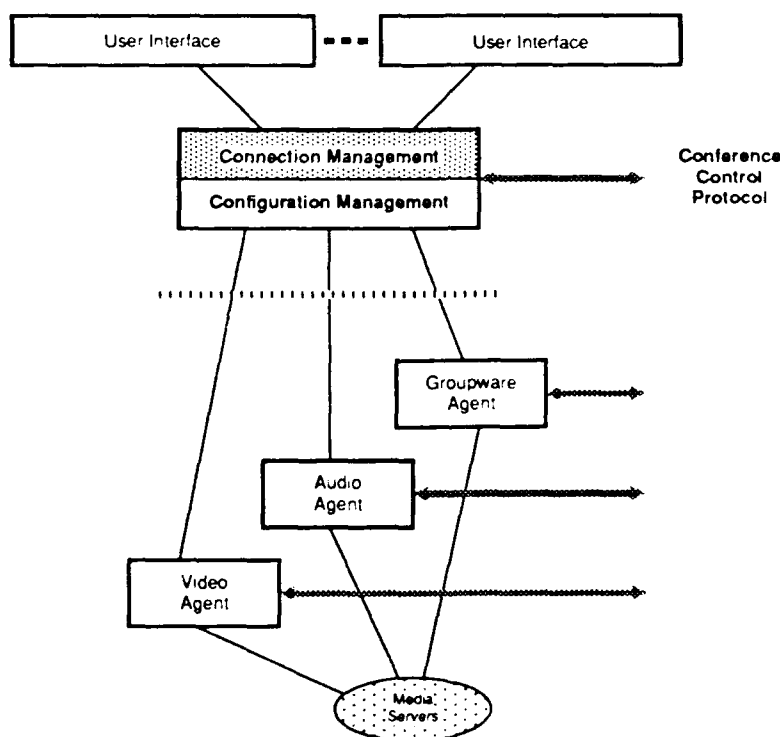 User Interface
User Interface
Connection Management
Configuration Management
Conference
Control
Protocol
Groupware
Agent
Audio
Agent
Video
Agent
Media
Servers